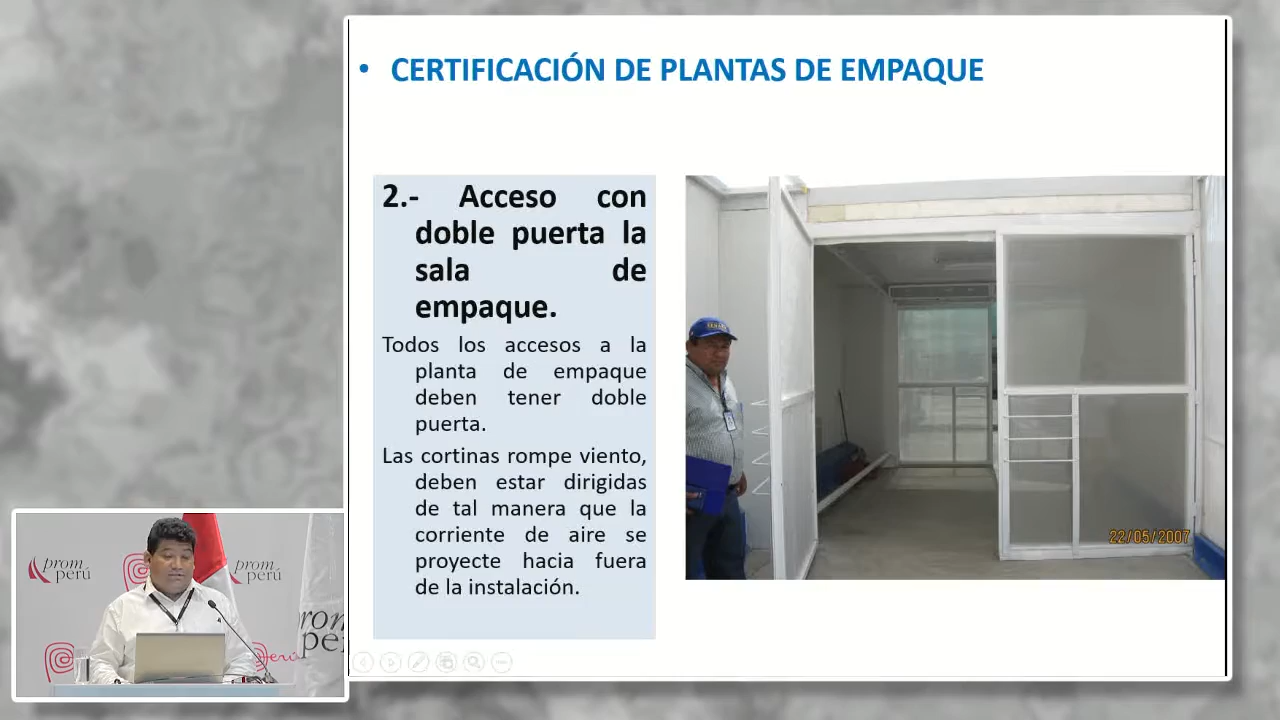 • CERTIFICACIÓN DE PLANTAS DE EMPAQUE
2.- Acceso con
doble puerta la
sala de
empaque.
Todos los accesos a la
planta de empaque
deben tener doble
puerta.
Las cortinas rompe viento,
deben estar dirigidas
de tal manera que la
corriente de aire se
proyecte hacia fuera
de la instalación.
22/05/2007
prom
perú
prom
perú